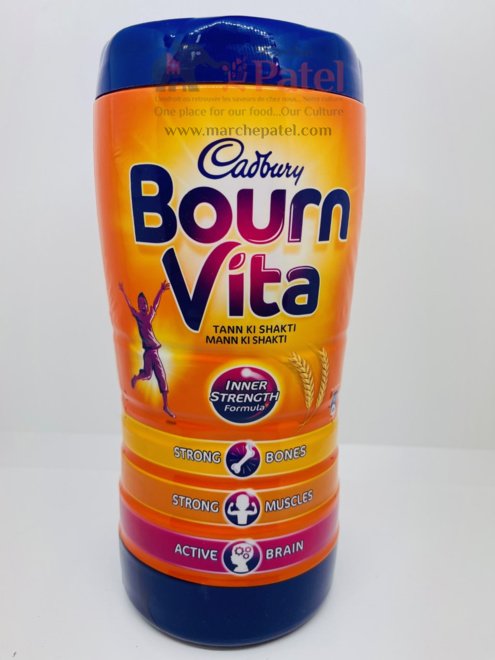 Patel
One place for our food...Our Culture
www.marchepatel.com
Cadbury
Bourn
Vita
TANN KI SHAKTI
MANN KI SHAKTI
INNER
STRENGTH
Formula
STRONG BONES
STRONG MUSCLES
ACTIVE BRAIN